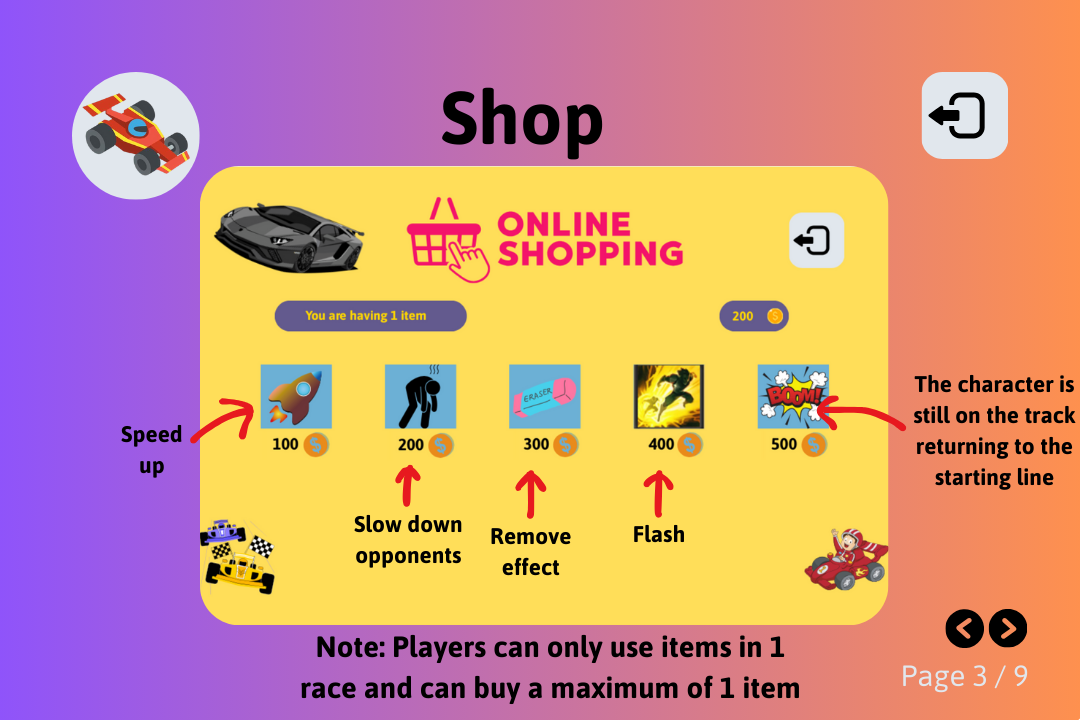 Shop
ONLINE
SHOPPING
You are having 1 item
200
ERASER
BOOM!
100
200
300
400
500
Speed
up
Slow down
opponents
Remove
effect
Flash
The character is
still on the track
returning to the
starting line
Note: Players can only use items in 1
race and can buy a maximum of 1 item
Page 3 / 9